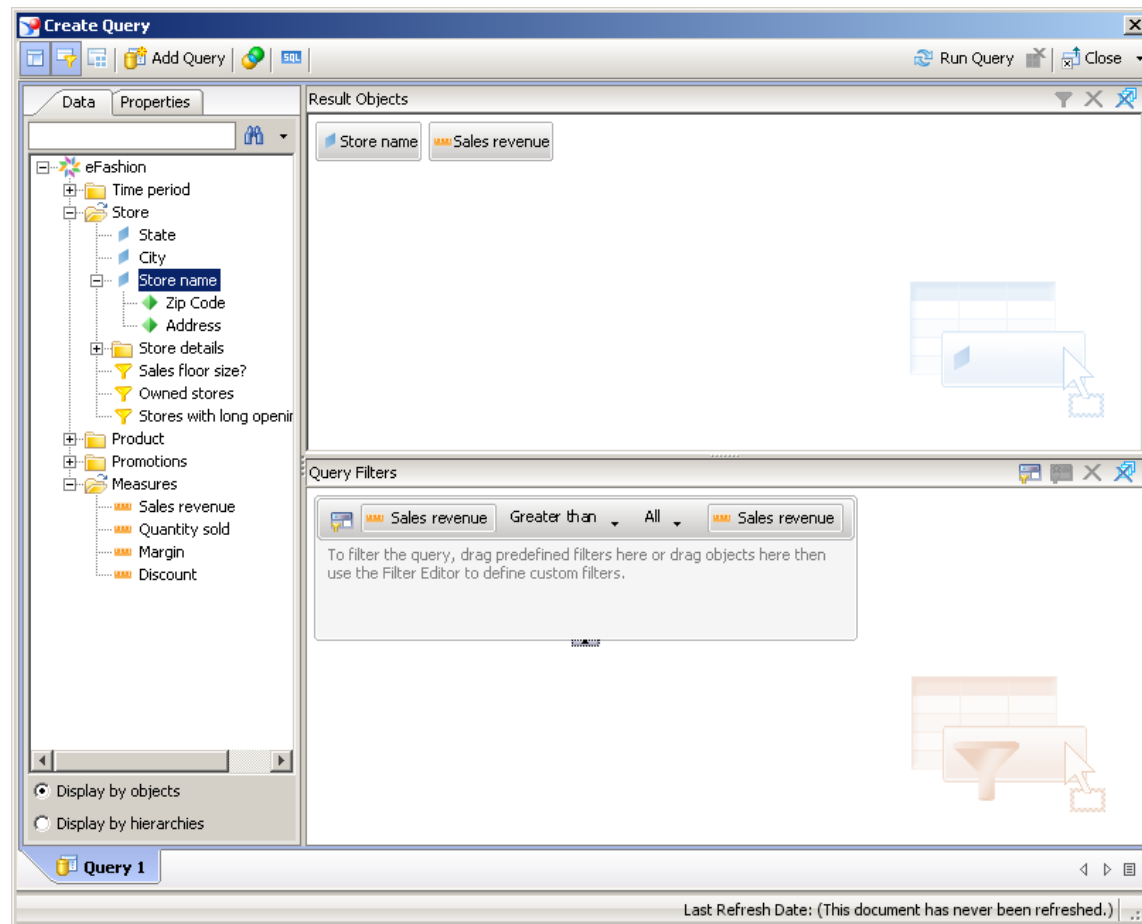 Create Query
Add Query
SQL
Run Query
Close
Data
Properties
Result Objects
Store name
Sales revenue
eFashion
Time period
Store
State
City
Store name
Zip Code
Address
Store details
Sales floor size?
Owned stores
Stores with long openin
Product
Promotions
Measures
Sales revenue
Quantity sold
Margin
Discount
Query Filters
Sales revenue Greater than All Sales revenue
To filter the query, drag predefined filters here or drag objects here then
use the Filter Editor to define custom filters.
Display by objects
Display by hierarchies
Query 1
Last Refresh Date: (This document has never been refreshed.)